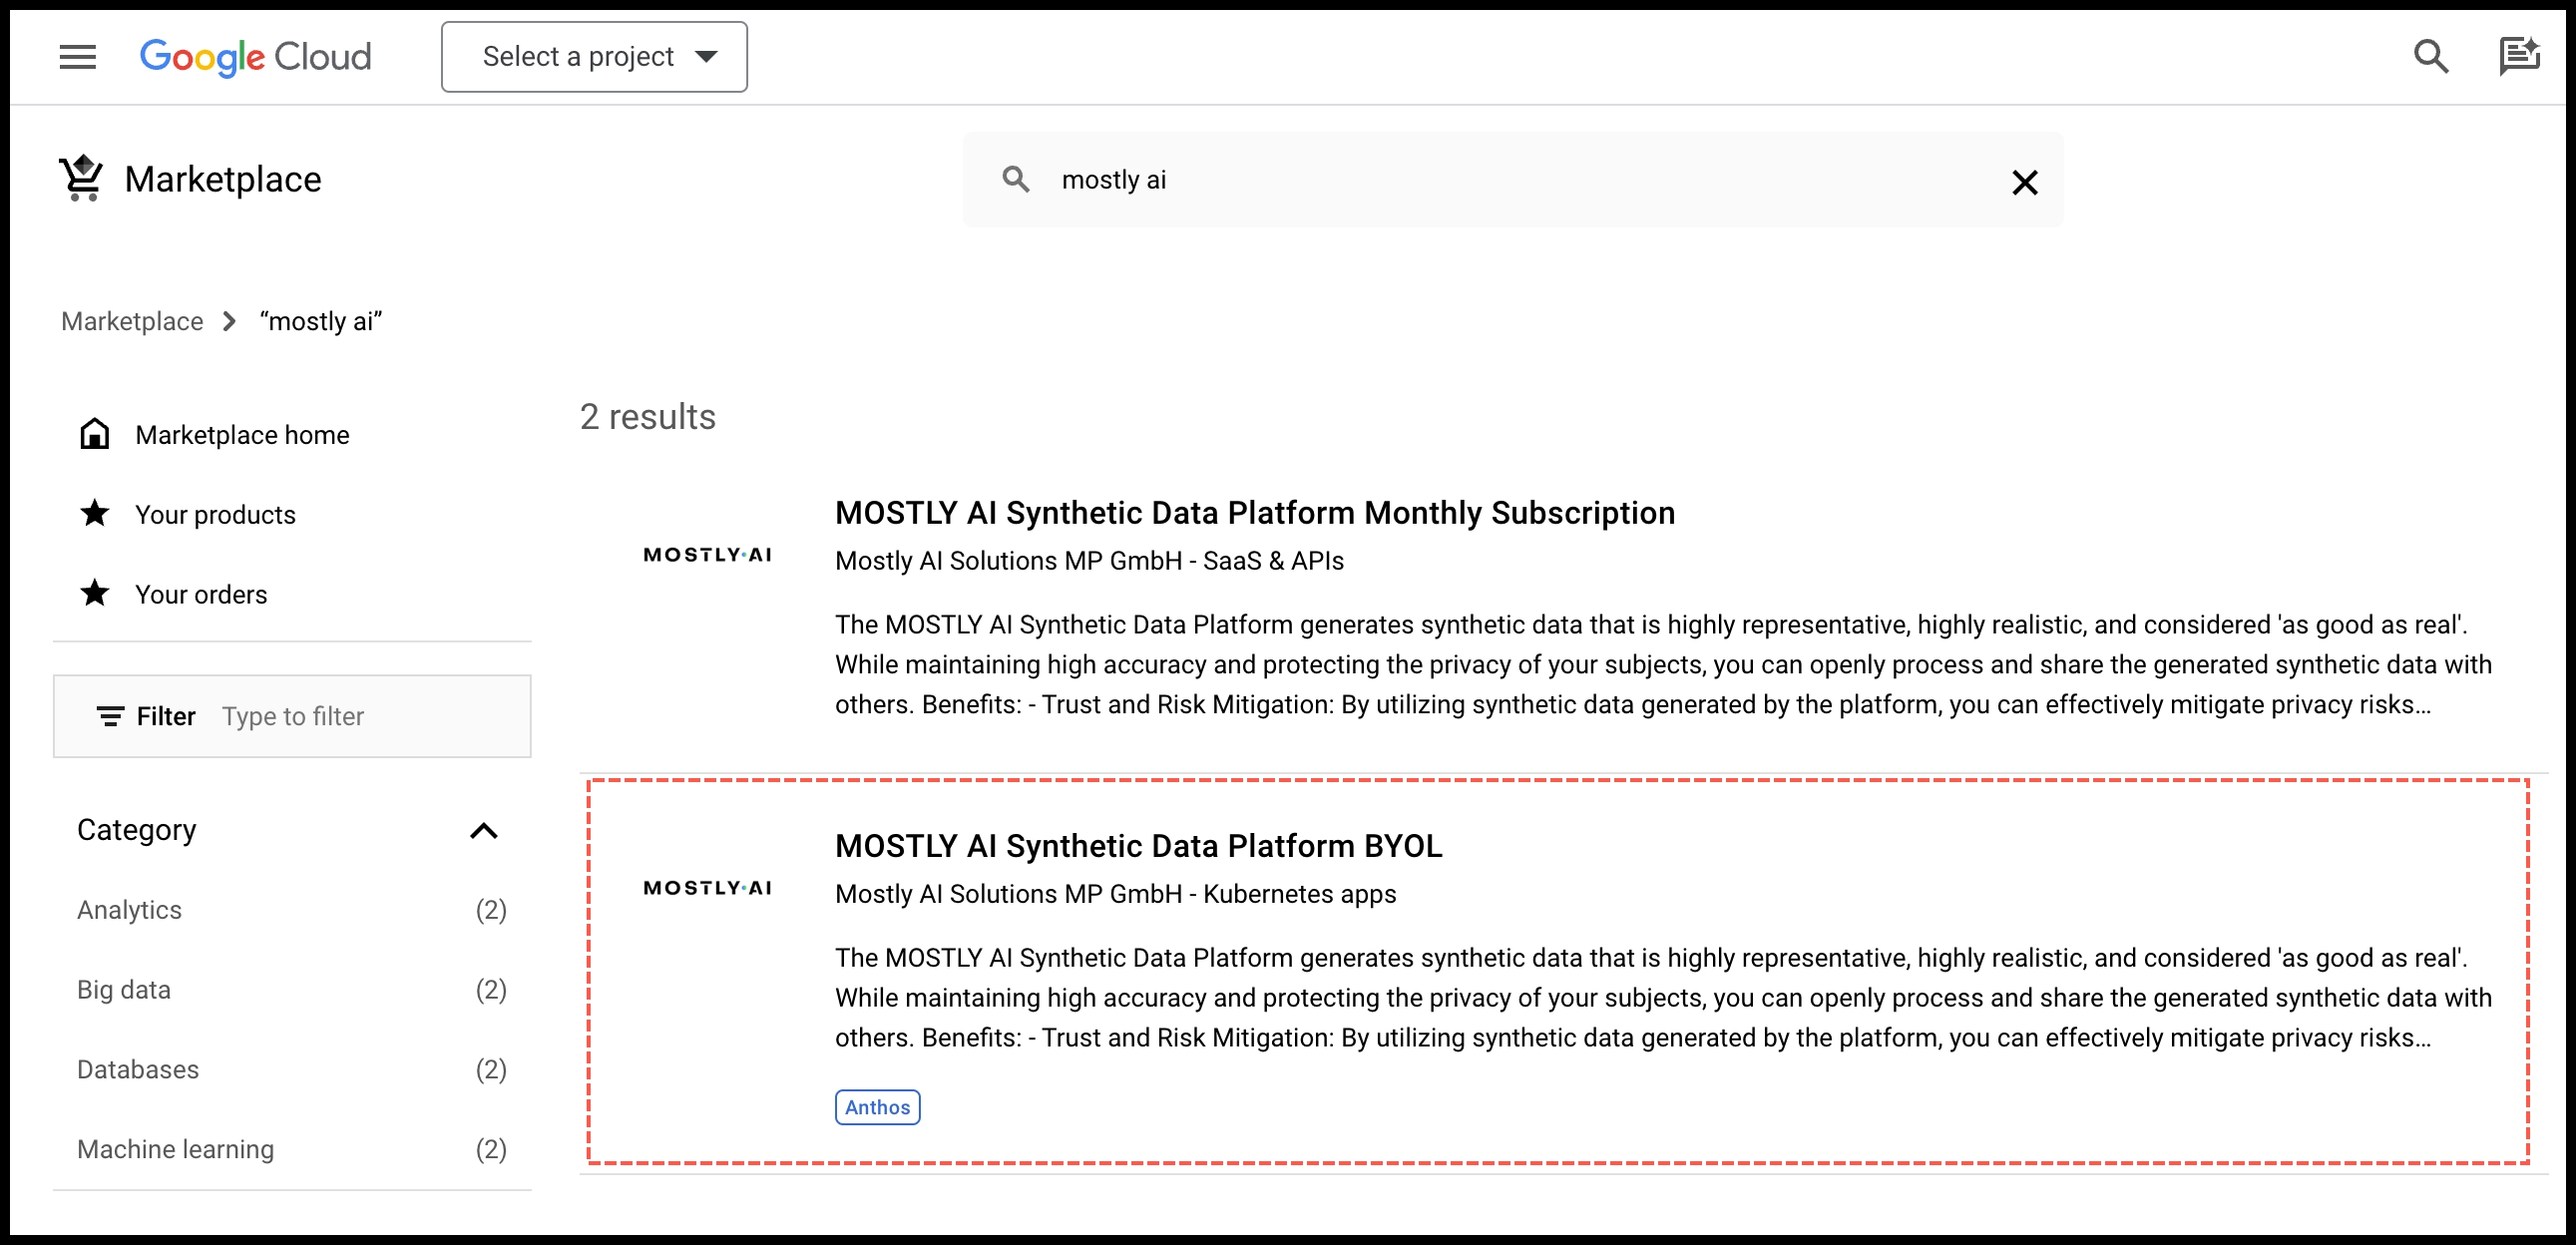 Google Cloud
Select a project
Marketplace
mostly ai
Marketplace
“mostly ai”
Marketplace home
Your products
Your orders
Filter Type to filter
Category
Analytics (2)
Big data (2)
Databases (2)
Machine learning (2)
2 results
MOSTLY·AI
MOSTLY AI Synthetic Data Platform Monthly Subscription
Mostly AI Solutions MP GmbH - SaaS & APIs
The MOSTLY AI Synthetic Data Platform generates synthetic data that is highly representative, highly realistic, and considered 'as good as real'.
While maintaining high accuracy and protecting the privacy of your subjects, you can openly process and share the generated synthetic data with
others. Benefits: - Trust and Risk Mitigation: By utilizing synthetic data generated by the platform, you can effectively mitigate privacy risks…
MOSTLY·AI
MOSTLY AI Synthetic Data Platform BYOL
Mostly AI Solutions MP GmbH - Kubernetes apps
The MOSTLY AI Synthetic Data Platform generates synthetic data that is highly representative, highly realistic, and considered 'as good as real'.
While maintaining high accuracy and protecting the privacy of your subjects, you can openly process and share the generated synthetic data with
others. Benefits: - Trust and Risk Mitigation: By utilizing synthetic data generated by the platform, you can effectively mitigate privacy risks…
Anthos